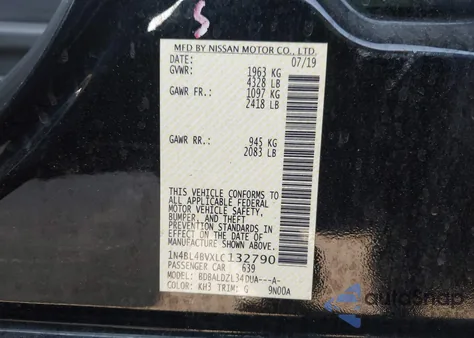 S
MFD BY NISSAN MOTOR CO., LTD.
IN DATE: 07/19
GVWR: 1963 KG
4328 LB
GAWR FR.: 1097 KG
2418 LB
GAWR RR.: 945 KG
2083 LB
THIS VEHICLE CONFORMS TO
ALL APPLICABLE FEDERAL
MOTOR VEHICLE SAFETY,
BUMPER, AND THEFT
PREVENTION STANDARDS IN
EFFECT ON THE DATE OF
MANUFACTURE SHOWN ABOVE.
1N4BL4BVXLC132790
PASSENGER CAR 639
MODEL: BDBALDZL34DUA---A-
COLOR: KH3 TRIM: G 9N00A
AutoSnap